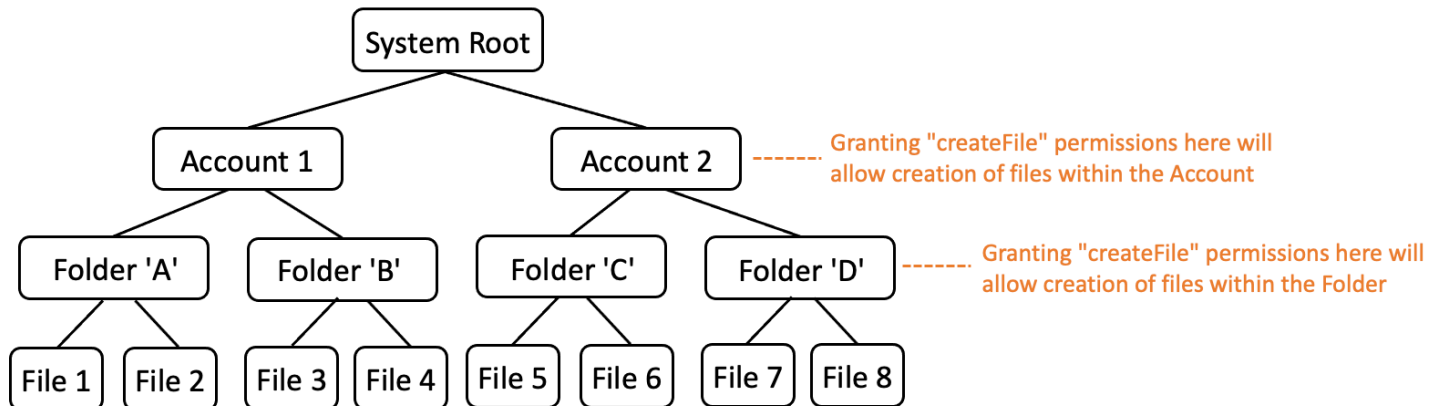 System Root
Account 1
Account 2
Granting "createFile" permissions here will
allow creation of files within the Account
Folder 'A'
Folder 'B'
Folder 'C'
Folder 'D'
Granting "createFile" permissions here will
allow creation of files within the Folder
File 1
File 2
File 3
File 4
File 5
File 6
File 7
File 8